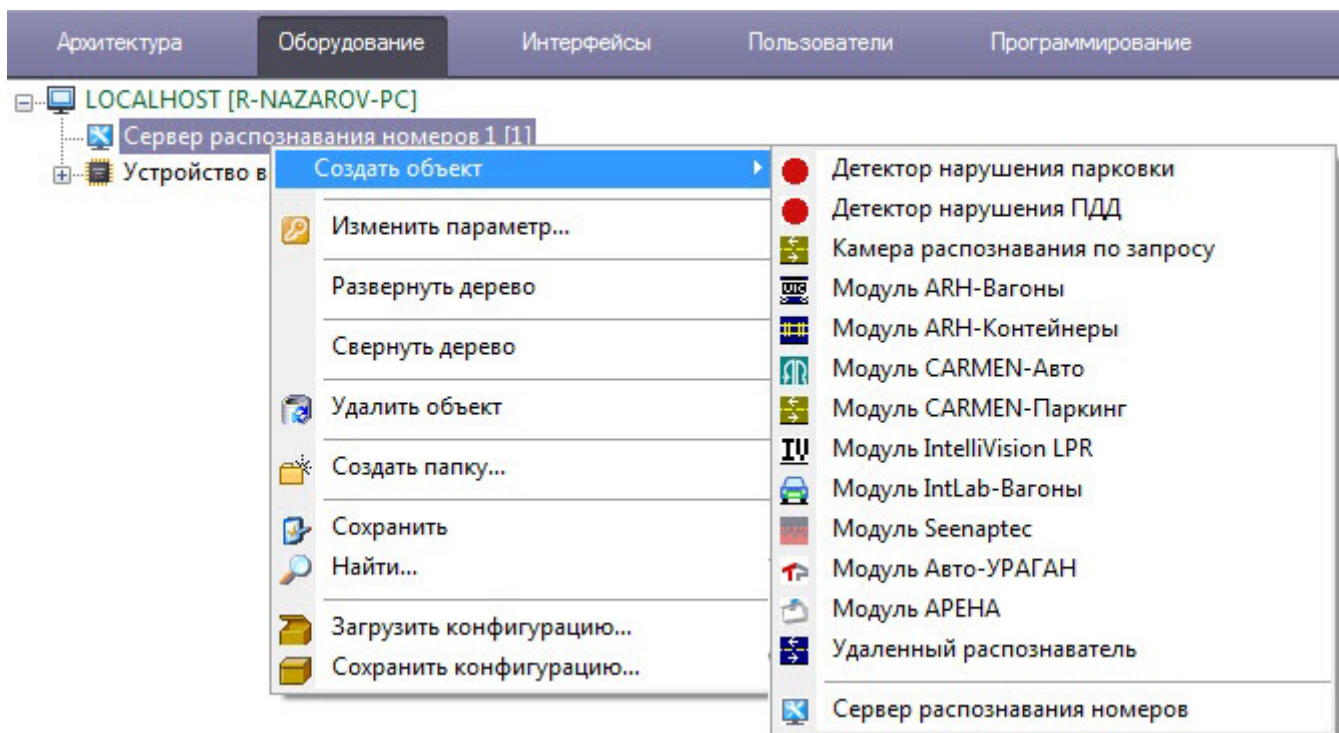 Архитектура Оборудование Интерфейсы Пользователи Программирование
LOCALHOST [R-NAZAROV-PC]
Сервер распознавания номеров 1 [1]
Устройство в
Создать объект
Изменить параметр...
Развернуть дерево
Свернуть дерево
Удалить объект
Создать папку...
Сохранить
Найти...
Загрузить конфигурацию...
Сохранить конфигурацию...
Детектор нарушения парковки
Детектор нарушения ПДД
Камера распознавания по запросу
Модуль ARH-Вагоны
Модуль ARH-Контейнеры
Модуль CARMEN-Авто
Модуль CARMEN-Паркинг
Модуль IntelliVision LPR
Модуль IntLab-Вагоны
Модуль Seenaptec
Модуль Авто-УРАГАН
Модуль АРЕНА
Удаленный распознаватель
Сервер распознавания номеров